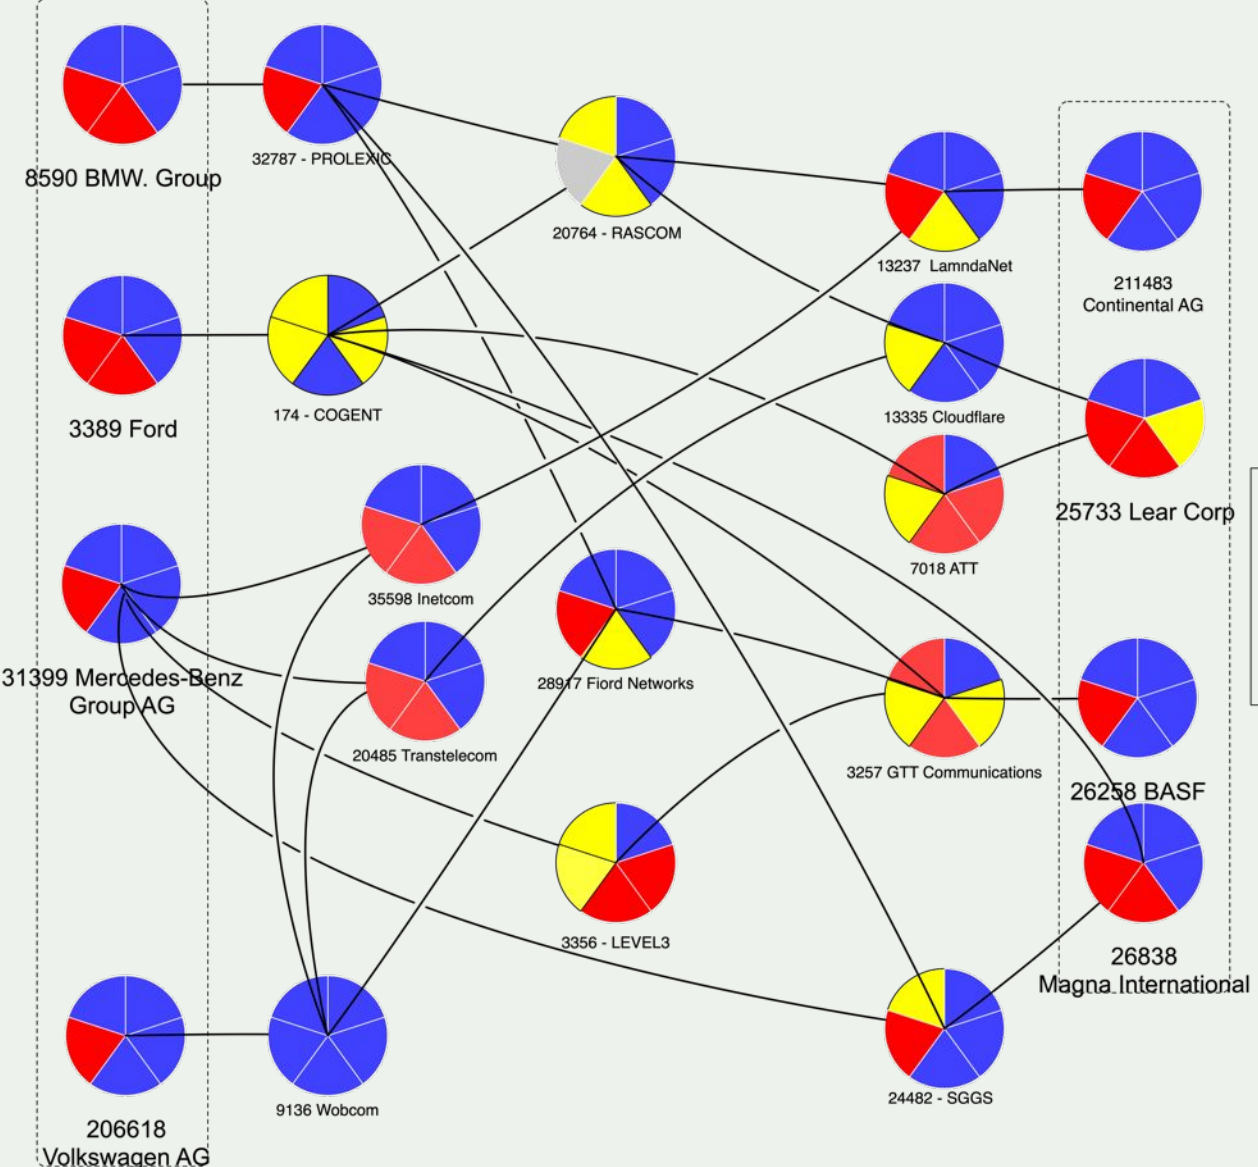 32787 - PROLEXIC
8590 BMW. Group
20764 - RASCOM
13237 LamndaNet
211483
Continental AG
174 - COGENT
13335 Cloudflare
3389 Ford
25733 Lear Corp
7018 ATT
35598 Inetcom
31399 Mercedes-Benz
Group AG
28917 Fiord Networks
20485 Transtelecom
3257 GTT Communications
26258 BASF
3356 - LEVEL3
26838
Magna International
24482 - SGGS
9136 Wobcom
206618
Volkswagen AG